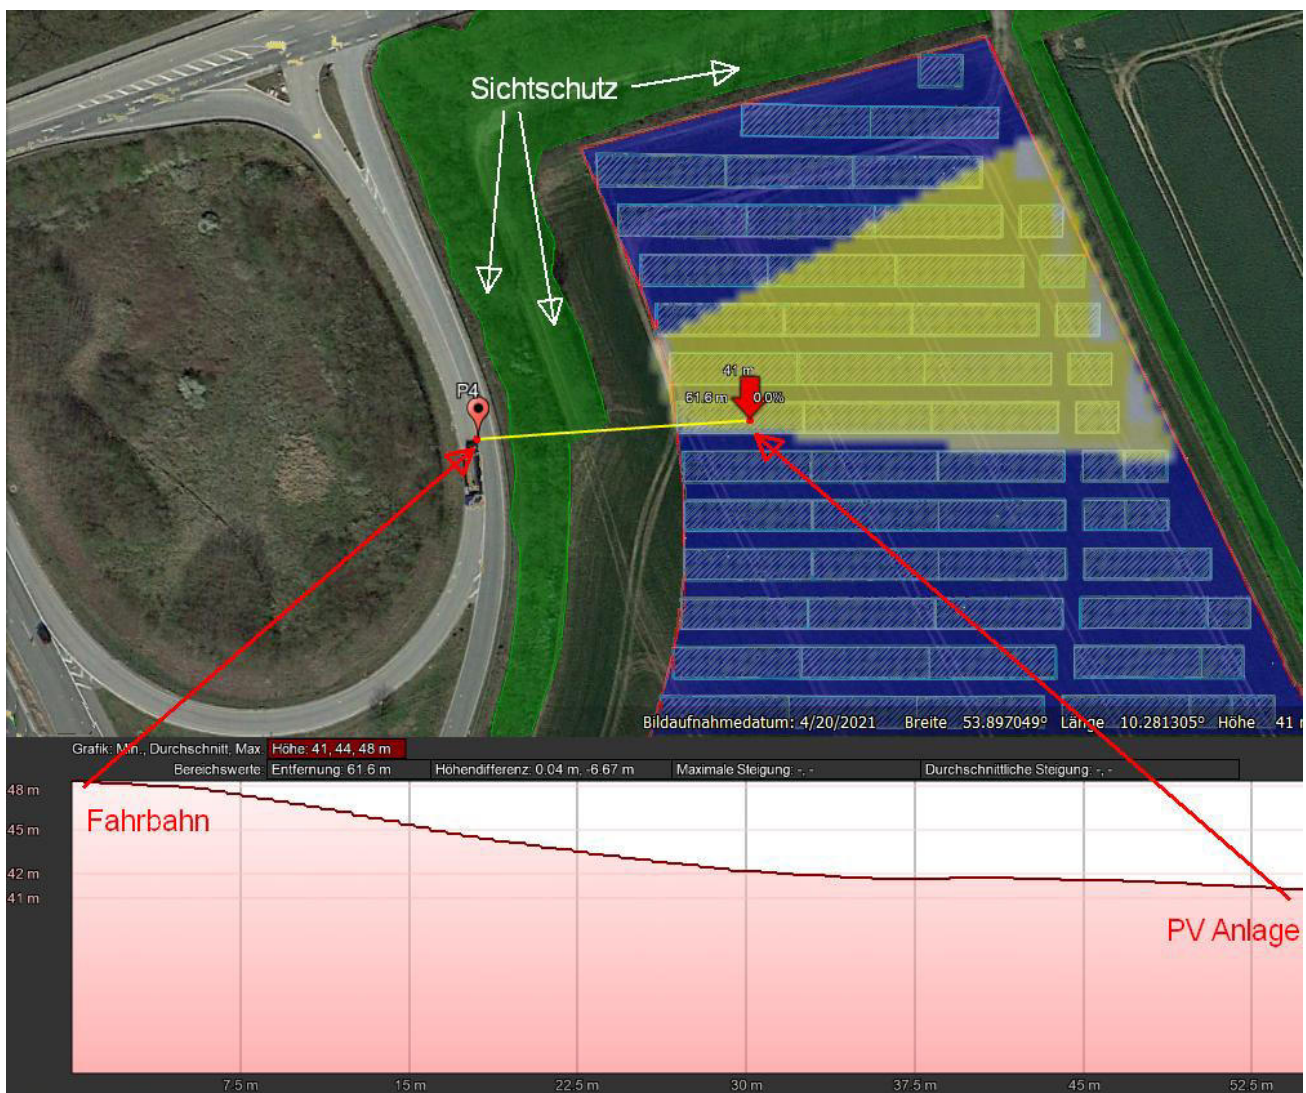 Sichtschutz
P4
41 m
61.6 m 0.0%
Bildaufnahmedatum: 4/20/2021 Breite 53.897049° Länge 10.281305° Höhe 41 m
Grafik: Min., Durchschnitt, Max. Höhe: 41, 44, 48 m
Bereichswerte: Entfernung: 61.6 m Höhendifferenz: 0.04 m, -6.67 m Maximale Steigung: -, - Durchschnittliche Steigung: -, -
48 m
Fahrbahn
45 m
42 m
41 m
PV Anlage
7.5 m 15 m 22.5 m 30 m 37.5 m 45 m 52.5 m